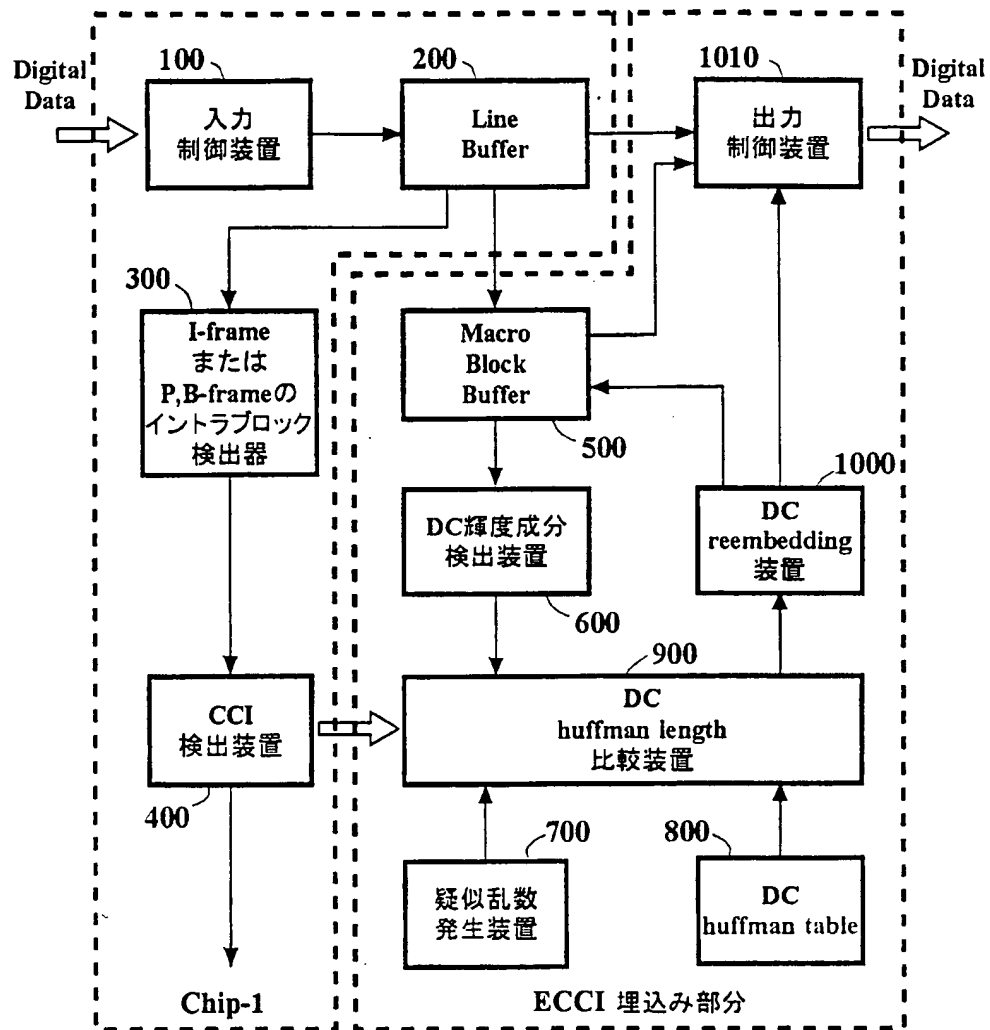 Digital
Data
100
入力
制御装置
200
Line
Buffer
1010
出力
制御装置
Digital
Data
300
I-frame
または
P,B-frameの
イントラブロック
検出器
Macro
Block
Buffer
500
DC輝度成分
検出装置
600
1000
DC
reembedding
装置
CCI
検出装置
400
900
DC
huffman length
比較装置
700
疑似乱数
発生装置
800
DC
huffman table
Chip-1
ECCI 埋込み部分